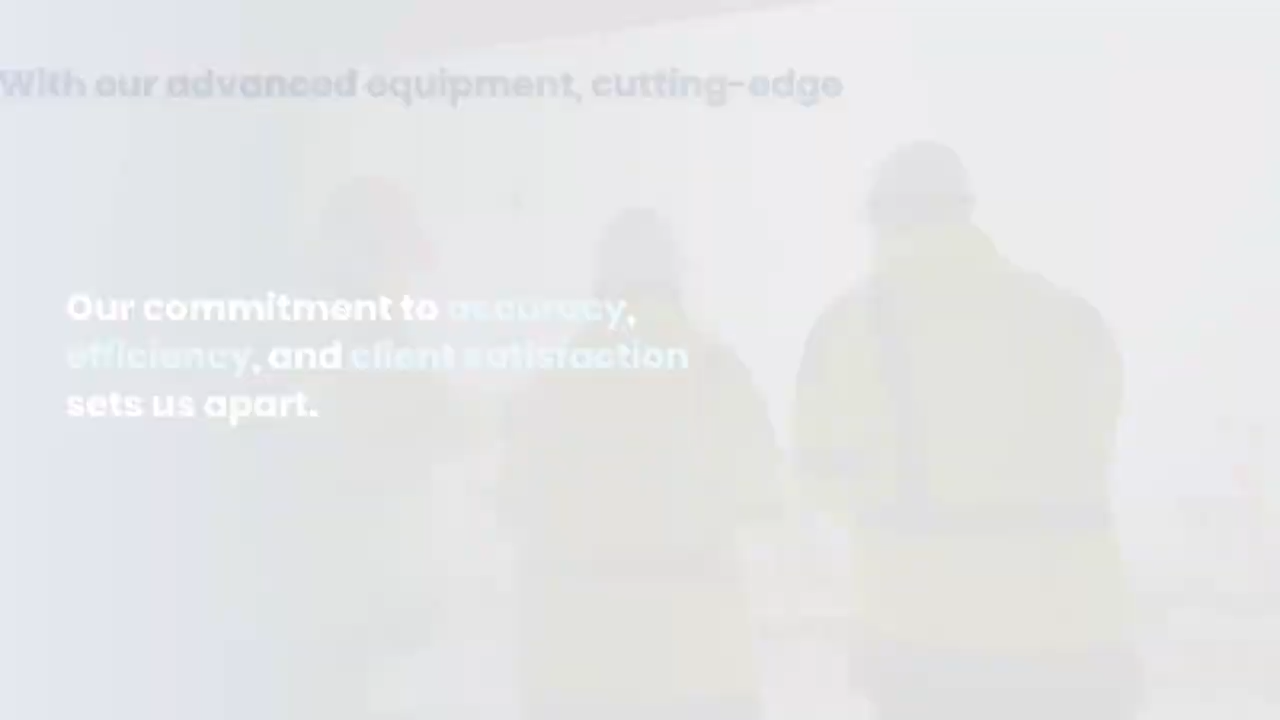 With our advanced equipment, cutting-edge
Our commitment to accuracy,
efficiency, and client satisfaction
sets us apart.